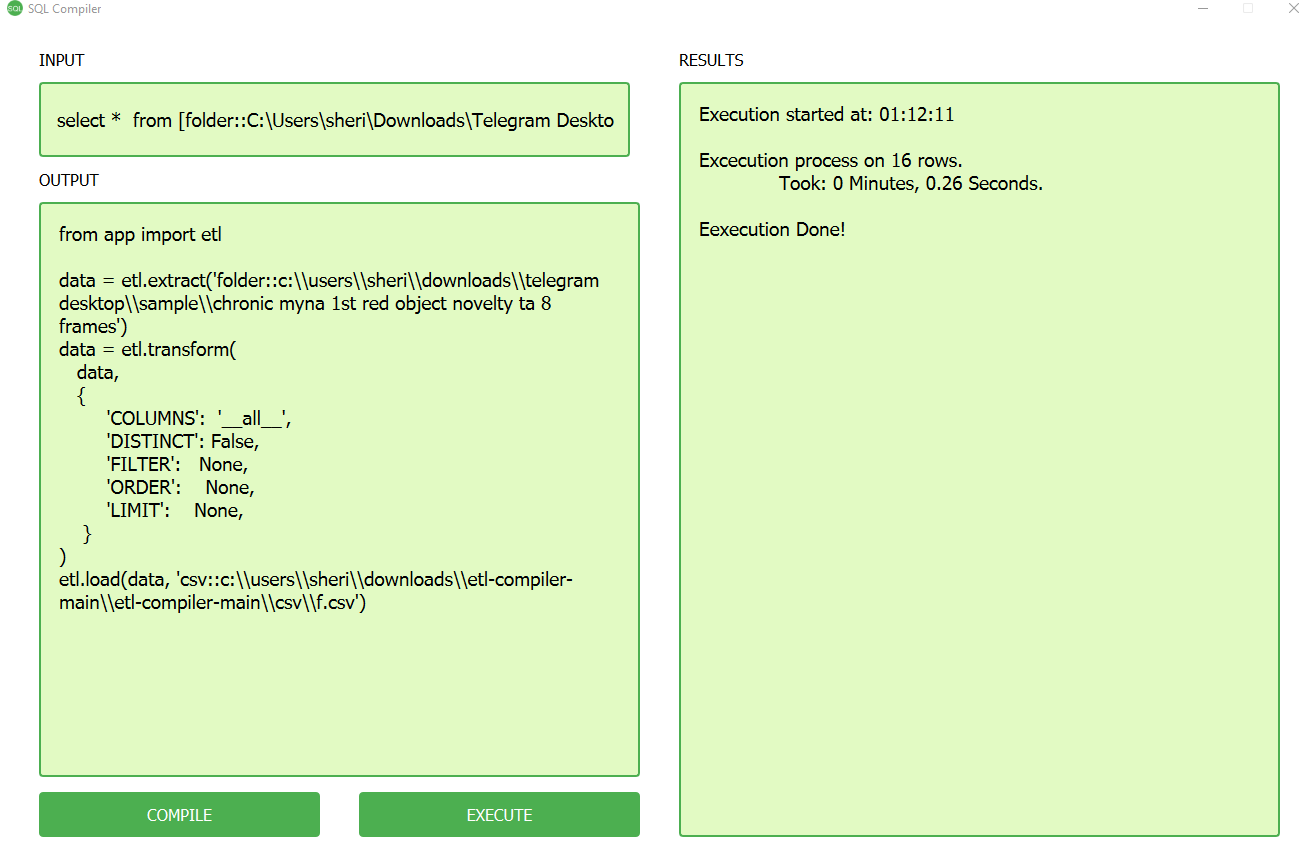 SQL SQL Compiler
INPUT
select *  from [folder::C:\Users\sheri\Downloads\Telegram Deskto
OUTPUT
from app import etl
data = etl.extract('folder::c:\\users\\sheri\\downloads\\telegram
desktop\\sample\\chronic myna 1st red object novelty ta 8
frames')
data = etl.transform(
data,
{
'COLUMNS':  '__all__',
'DISTINCT': False,
'FILTER':   None,
'ORDER':    None,
'LIMIT':    None,
}
)
etl.load(data, 'csv::c:\\users\\sheri\\downloads\\etl-compiler-
main\\etl-compiler-main\\csv\\f.csv')
COMPILE
EXECUTE
RESULTS
Execution started at: 01:12:11
Excecution process on 16 rows.
Took: 0 Minutes, 0.26 Seconds.
Eexecution Done!